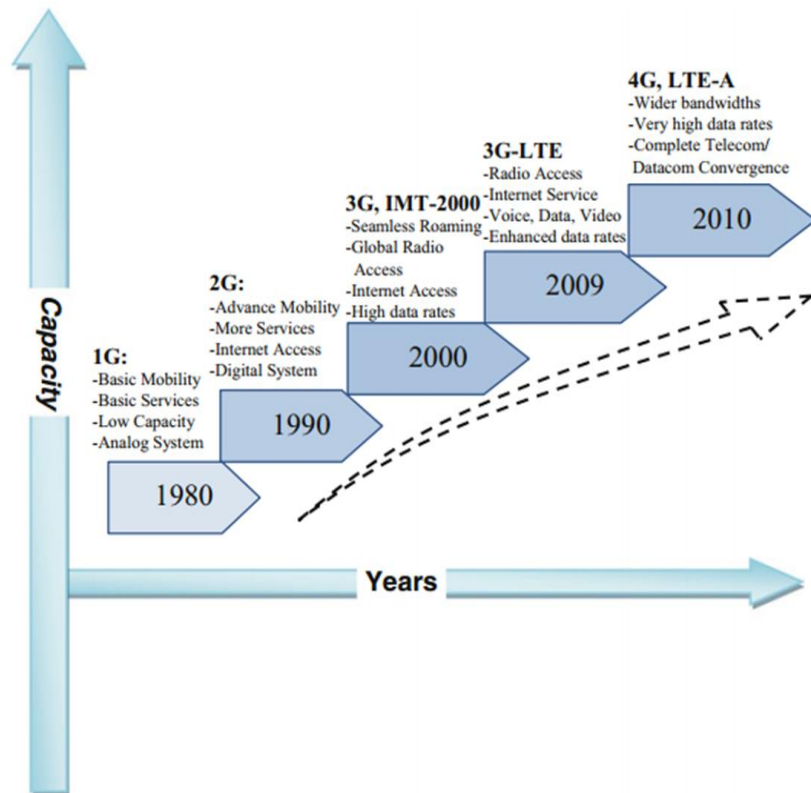 4G, LTE-A
-Wider bandwidths
-Very high data rates
-Complete Telecom/
Datacom Convergence
2010
3G-LTE
-Radio Access
-Internet Service
-Voice, Data, Video
-Enhanced data rates
2009
3G, IMT-2000
-Seamless Roaming
-Global Radio
Access
-Internet Access
-High data rates
2000
2G:
-Advance Mobility
-More Services
-Internet Access
-Digital System
1990
1G:
-Basic Mobility
-Basic Services
-Low Capacity
-Analog System
1980
Capacity
Years